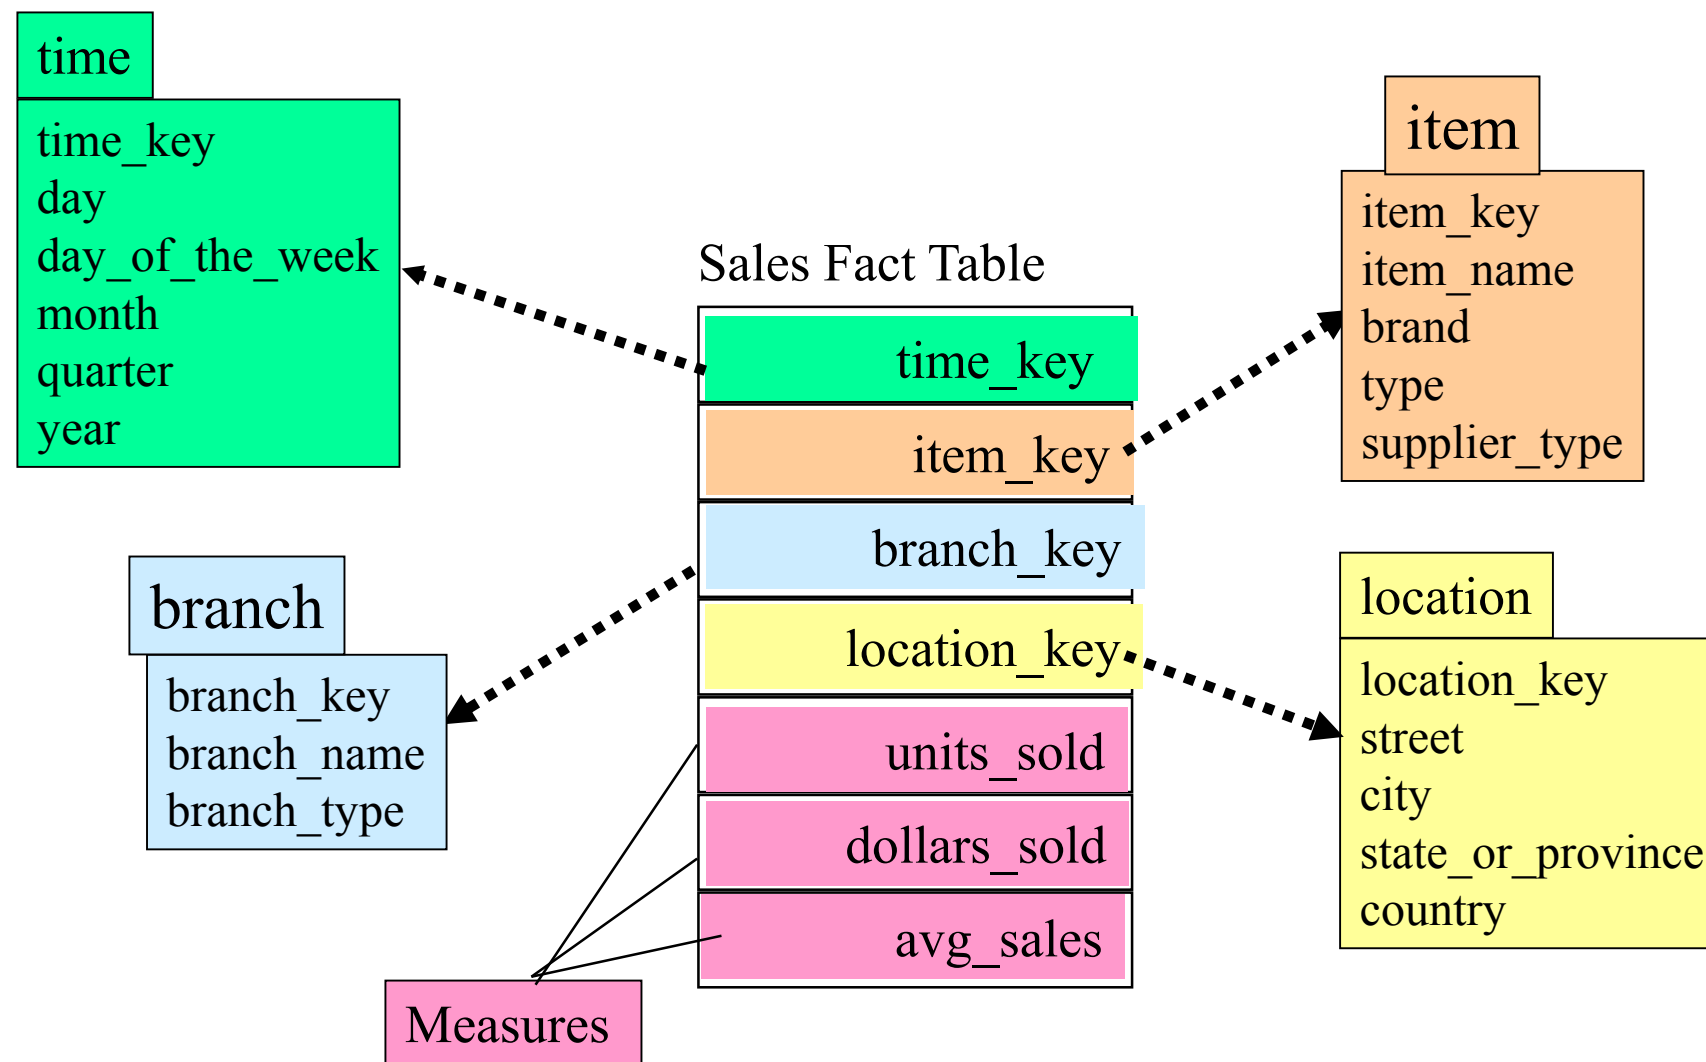 time
time_key
day
day_of_the_week
month
quarter
year
item
item_key
item_name
brand
type
supplier_type
Sales Fact Table
time_key
item_key
branch_key
location_key
units_sold
dollars_sold
avg_sales
branch
branch_key
branch_name
branch_type
location
location_key
street
city
state_or_province
country
Measures